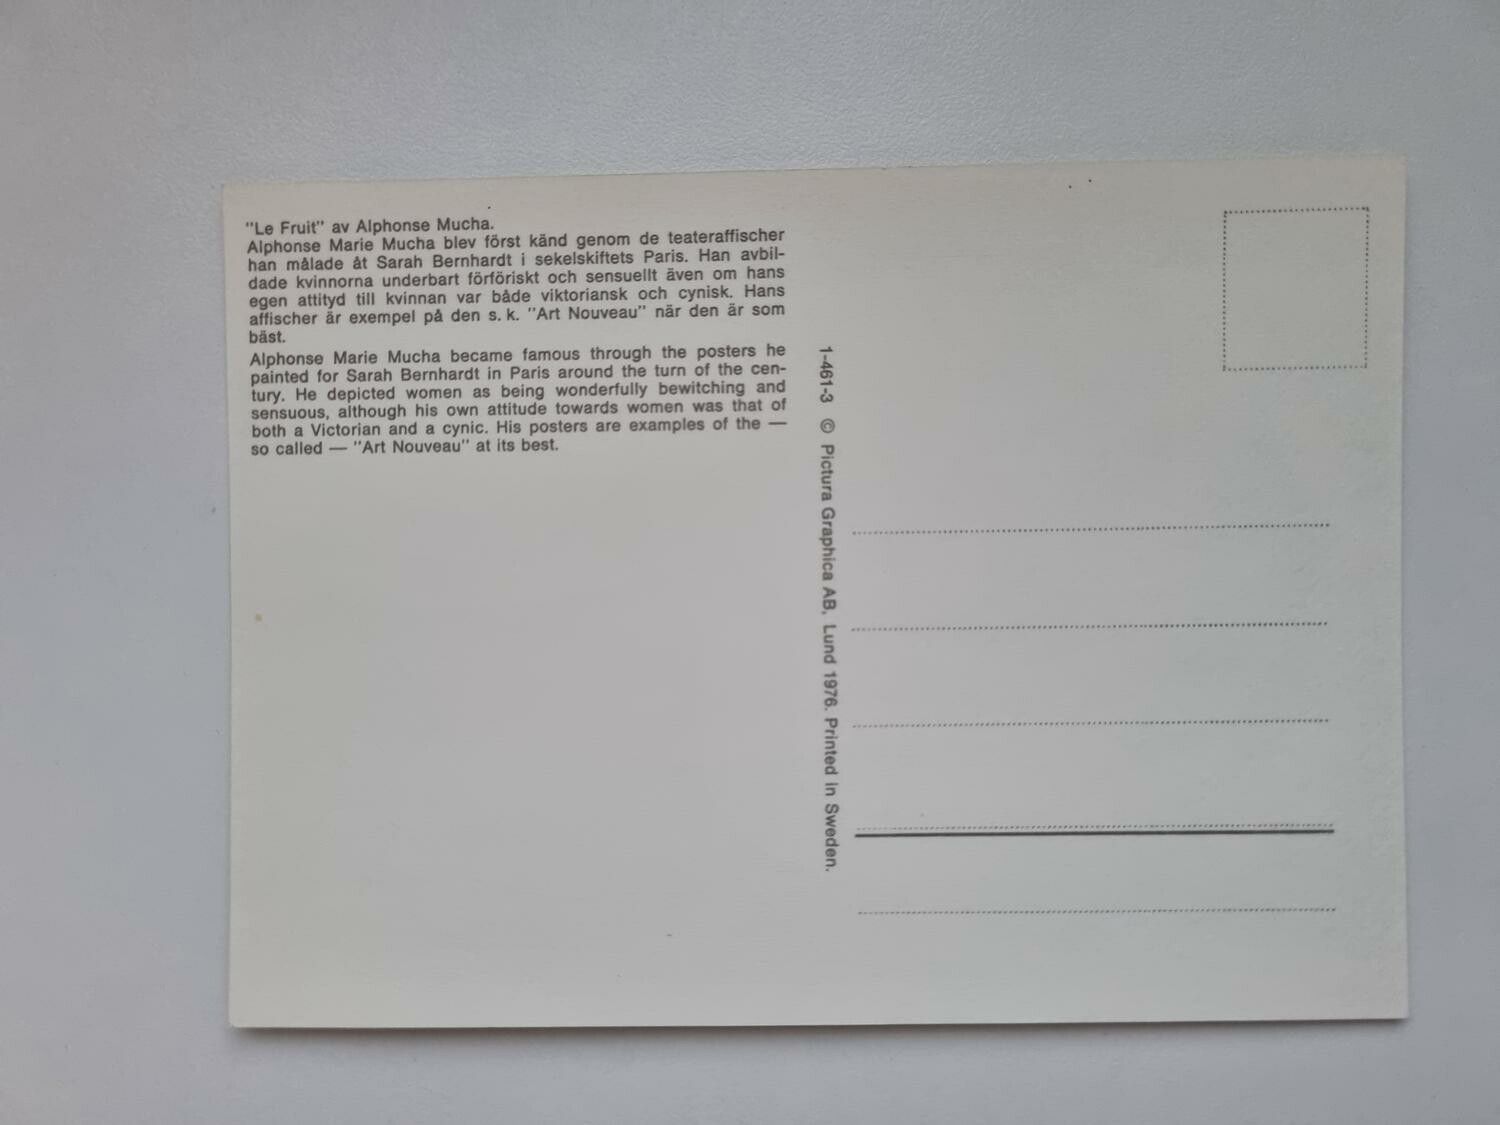 "Le Fruit" av Alphonse Mucha.
Alphonse Marie Mucha blev först känd genom de teateraffischer
han målade åt Sarah Bernhardt i sekelskiftets Paris. Han avbil-
dade kvinnorna underbart förföriskt och sensuellt även om hans
egen attityd till kvinnan var både viktoriansk och cynisk. Hans
affischer är exempel på den s. k. "Art Nouveau" när den är som
bäst.
Alphonse Marie Mucha became famous through the posters he
painted for Sarah Bernhardt in Paris around the turn of the cen-
tury. He depicted women as being wonderfully bewitching and
sensuous, although his own attitude towards women was that of
both a Victorian and a cynic. His posters are examples of the —
so called — "Art Nouveau" at its best.
1-461-3 © Pictura Graphica AB, Lund 1976. Printed in Sweden.